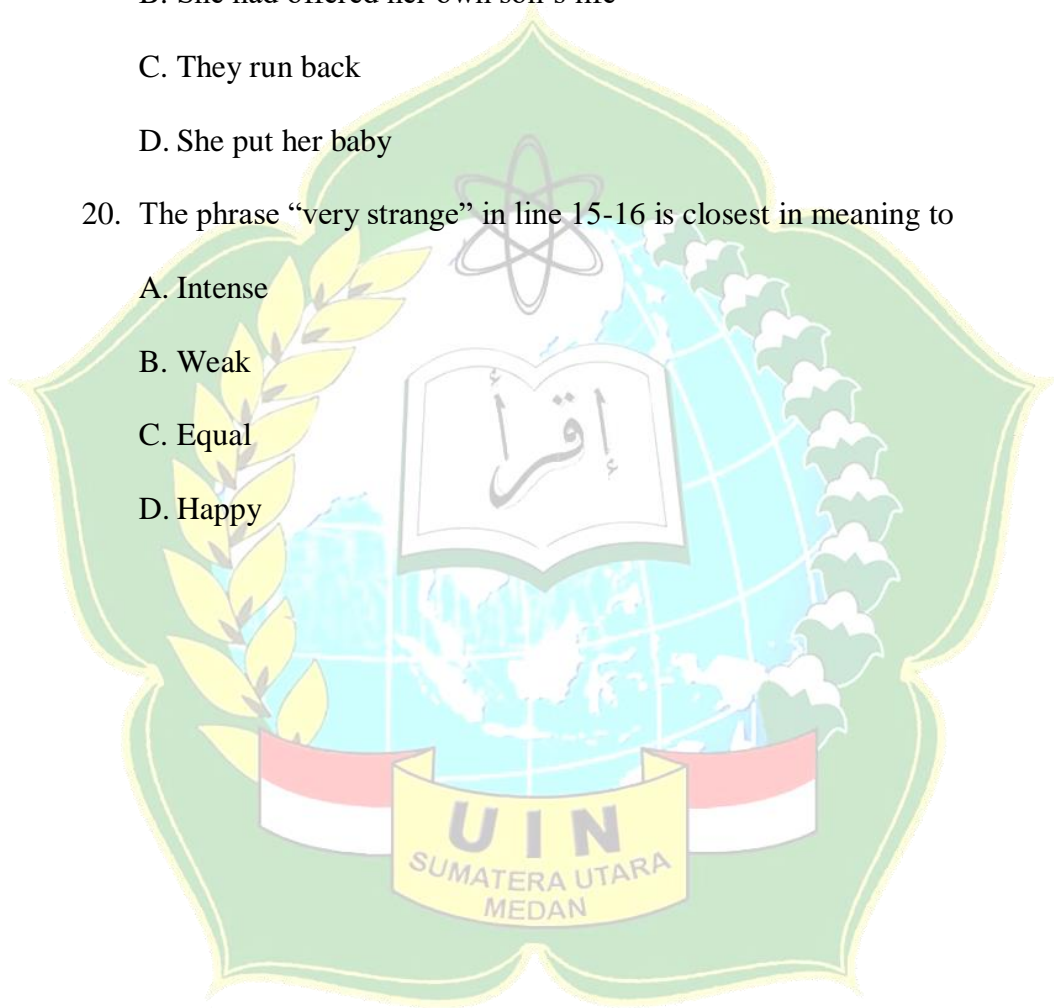 C. They run back
D. She put her baby
20. The phrase “very strange” in line 15-16 is closest in meaning to
A. Intense
B. Weak
C. Equal
D. Happy
إقرأ
UIN
SUMATERA UTARA
MEDAN